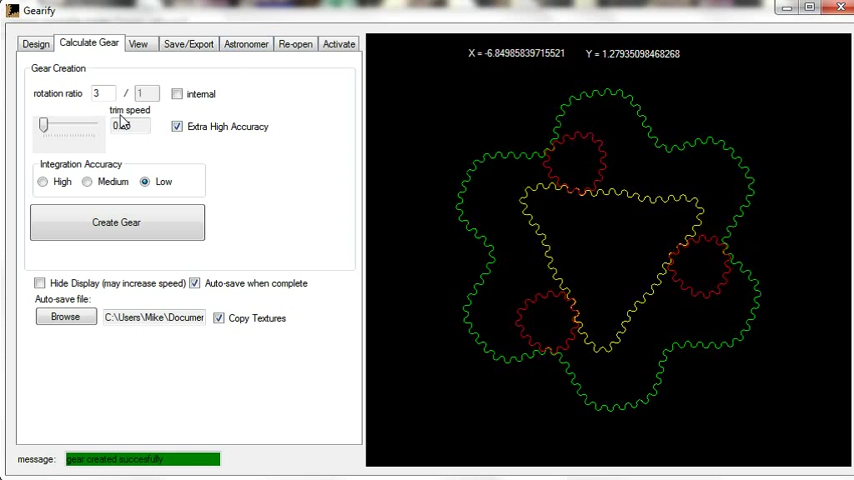 Gearify
Design Calculate Gear View Save/Export Astronomer Re-open Activate
X = -6.84985839715521 Y = 1.27935098468268
Gear Creation
rotation ratio 3 / 1 internal
trim speed
Extra High Accuracy
Integration Accuracy
High Medium Low
Create Gear
Hide Display (may increase speed) Auto-save when complete
Auto-save file:
Browse C:\Users\Mike\Documer Copy Textures
message: gear created succesfully